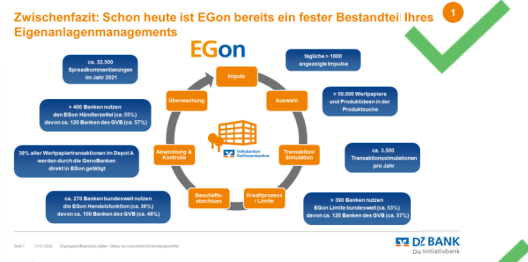 Zwischenfazit: Schon heute ist EGon bereits ein fester Bestandteil Ihres
Eigenanlagenmanagements
1
EGon
ca. 32.500
Spreadkommentierungen
im Jahr 2021
tägliche > 1000
angezeigte Impulse
Impuls
> 400 Banken nutzen
den EGon Händlerzettel (ca. 55%)
davon ca. 120 Banken des GVB (ca. 57%)
Überwachung
Auswahl
> 50.000 Wertpapiere
und Produktideen in der
Produktsuche
39% aller Wertpapiertransaktionen im Depot A
werden durch die GenoBanken
direkt in EGon getätigt
Abwicklung &
Kontrolle
Volksbanken
Raiffeisenbanken
Transaktion/
Simulation
ca. 3.500
Transaktionssimulationen
pro Jahr
ca. 270 Banken bundesweit nutzen
die EGon Handelsfunktion (ca. 36%)
davon ca. 100 Banken des GVB (ca. 48%)
Geschäfts-
abschluss
Kreditprozess
/ Limite
> 390 Banken nutzen
EGon Limite bundesweit (ca. 53%)
davon ca. 120 Banken des GVB (ca. 57%)
Seite 7
DZ BANK
Die Initiativbank